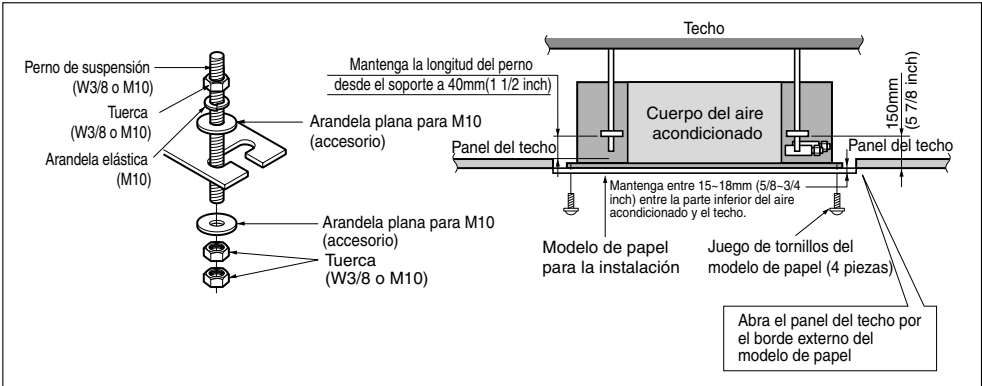 Perno de suspensión
(W3/8 o M10)
Tuerca
(W3/8 o M10)
Arandela elástica
(M10)
Arandela plana para M10
(accesorio)
Arandela plana para M10
(accesorio)
Tuerca
(W3/8 o M10)
Techo
Mantenga la longitud del perno
desde el soporte a 40mm(1 1/2 inch)
Cuerpo del aire
acondicionado
150mm
(5 7/8 inch)
Panel del techo
Panel del techo
Mantenga entre 15~18mm (5/8~3/4
inch) entre la parte inferior del aire
acondicionado y el techo.
Modelo de papel
para la instalación
Juego de tornillos del
modelo de papel (4 piezas)
Abra el panel del techo por
el borde externo del
modelo de papel